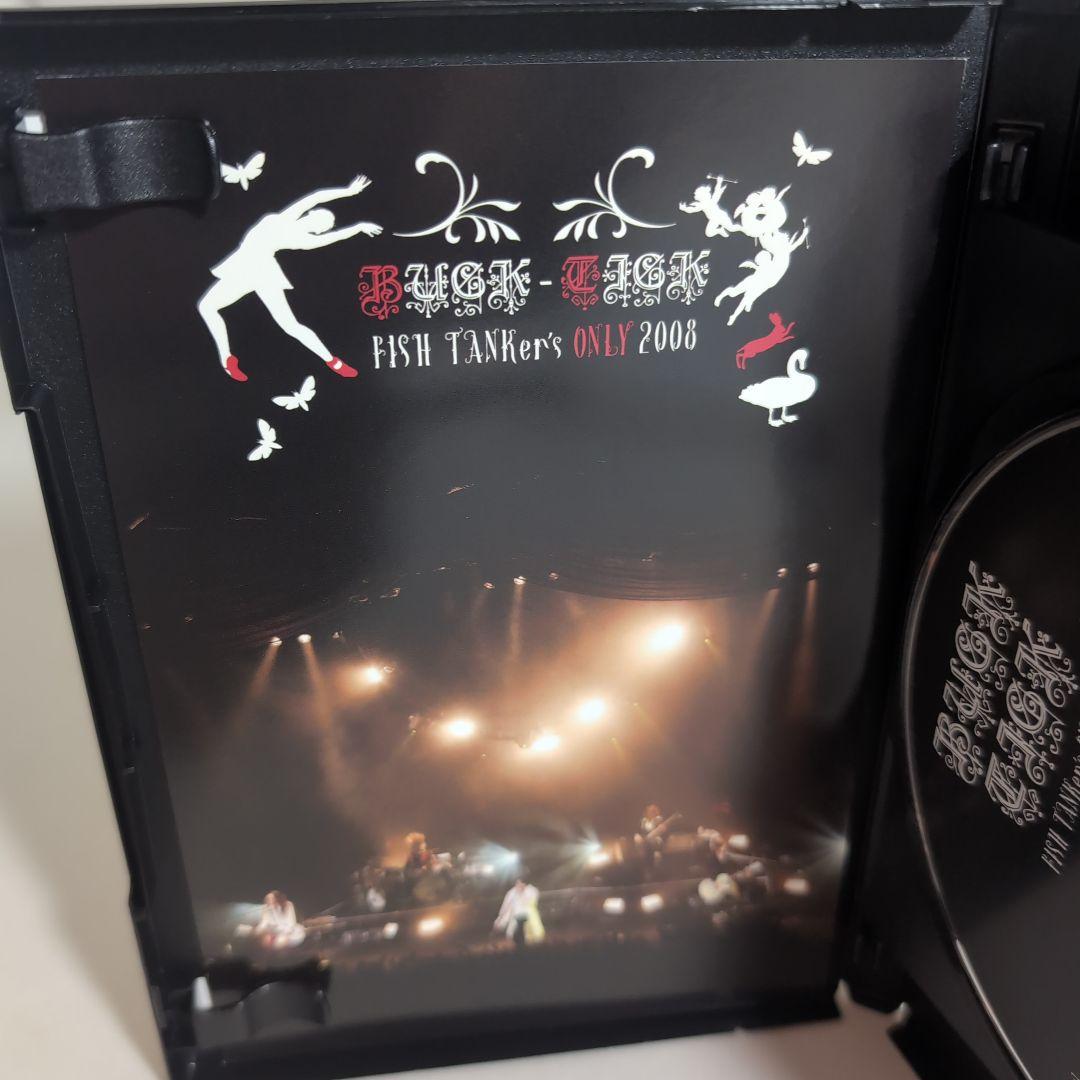 BUCK-TICK
FISH TANKer's ONLY 2008
BUCK
TICK
FISH TANKer's